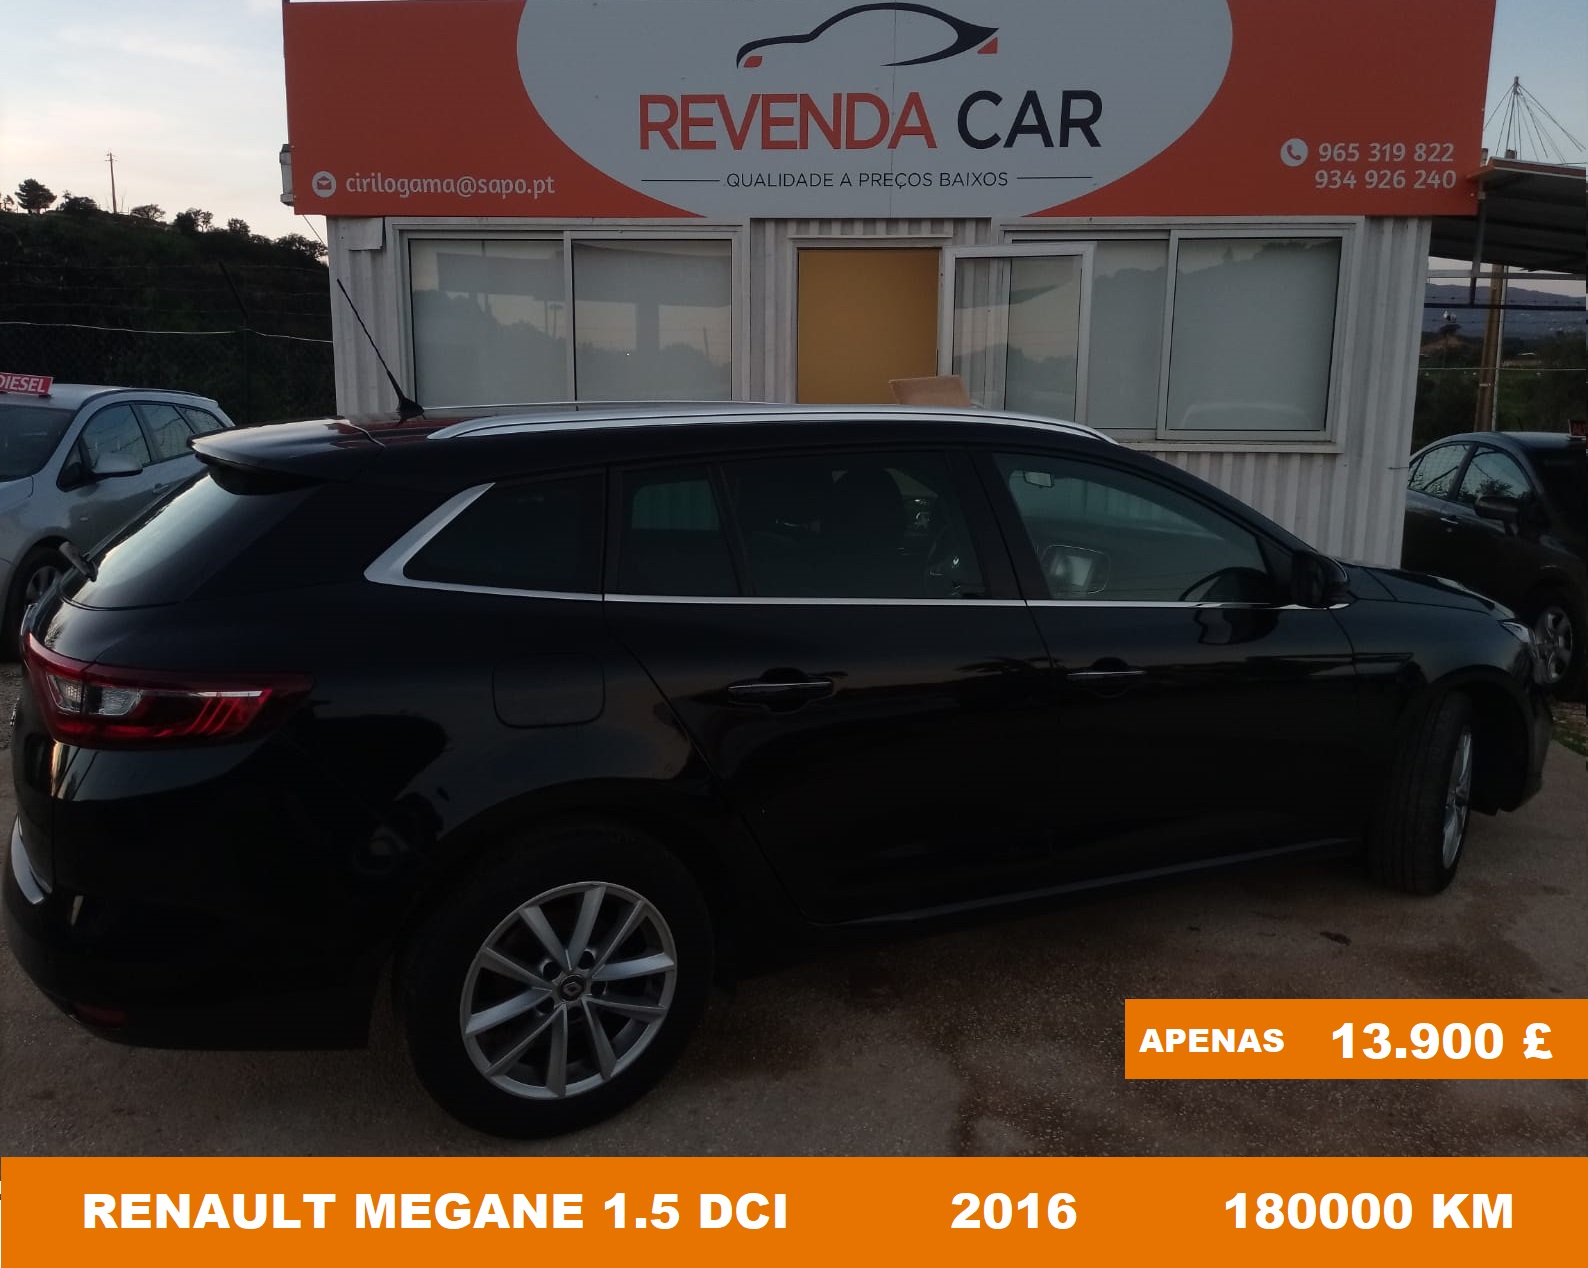 REVENDA CAR
QUALIDADE A PREÇOS BAIXOS
cirilogama@sapo.pt
965 319 822
934 926 240
DIESEL
APENAS 13.900 £
RENAULT MEGANE 1.5 DCI 2016 180000 KM